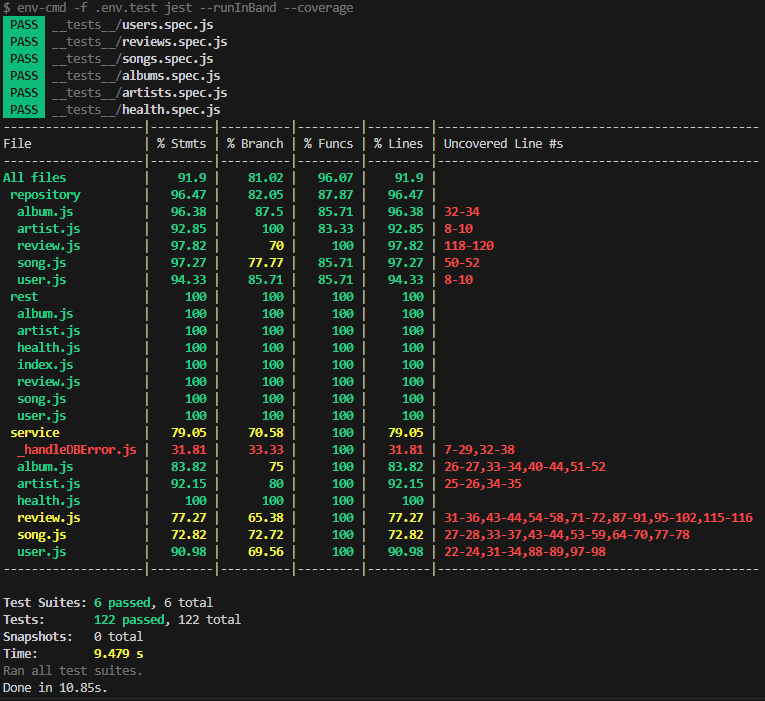 $ env-cmd -f .env.test jest --runInBand --coverage
PASS __tests__/users.spec.js
PASS __tests__/reviews.spec.js
PASS __tests__/songs.spec.js
PASS __tests__/albums.spec.js
PASS __tests__/artists.spec.js
PASS __tests__/health.spec.js
--------------------|---------|----------|---------|---------|----------------------------------------------
File                | % Stmts | % Branch | % Funcs | % Lines | Uncovered Line #s
--------------------|---------|----------|---------|---------|----------------------------------------------
All files           |    91.9 |    81.02 |   96.07 |    91.9 |
 repository         |   96.47 |    82.05 |   87.87 |   96.47 |
  album.js          |   96.38 |     87.5 |   85.71 |   96.38 | 32-34
  artist.js         |   92.85 |      100 |   83.33 |   92.85 | 8-10
  review.js         |   97.82 |       70 |     100 |   97.82 | 118-120
  song.js           |   97.27 |    77.77 |   85.71 |   97.27 | 50-52
  user.js           |   94.33 |    85.71 |   85.71 |   94.33 | 8-10
 rest               |     100 |      100 |     100 |     100 |
  album.js          |     100 |      100 |     100 |     100 |
  artist.js         |     100 |      100 |     100 |     100 |
  health.js         |     100 |      100 |     100 |     100 |
  index.js          |     100 |      100 |     100 |     100 |
  review.js         |     100 |      100 |     100 |     100 |
  song.js           |     100 |      100 |     100 |     100 |
  user.js           |     100 |      100 |     100 |     100 |
 service            |   79.05 |    70.58 |     100 |   79.05 |
  _handleDBError.js |   31.81 |    33.33 |     100 |   31.81 | 7-29,32-38
  album.js          |   83.82 |       75 |     100 |   83.82 | 26-27,33-34,40-44,51-52
  artist.js         |   92.15 |       80 |     100 |   92.15 | 25-26,34-35
  health.js         |     100 |      100 |     100 |     100 |
  review.js         |   77.27 |    65.38 |     100 |   77.27 | 31-36,43-44,54-58,71-72,87-91,95-102,115-116
  song.js           |   72.82 |    72.72 |     100 |   72.82 | 27-28,33-37,43-44,53-59,64-70,77-78
  user.js           |   90.98 |    69.56 |     100 |   90.98 | 22-24,31-34,88-89,97-98
--------------------|---------|----------|---------|---------|----------------------------------------------
Test Suites: 6 passed, 6 total
Tests:       122 passed, 122 total
Snapshots:   0 total
Time:        9.479 s
Ran all test suites.
Done in 10.85s.